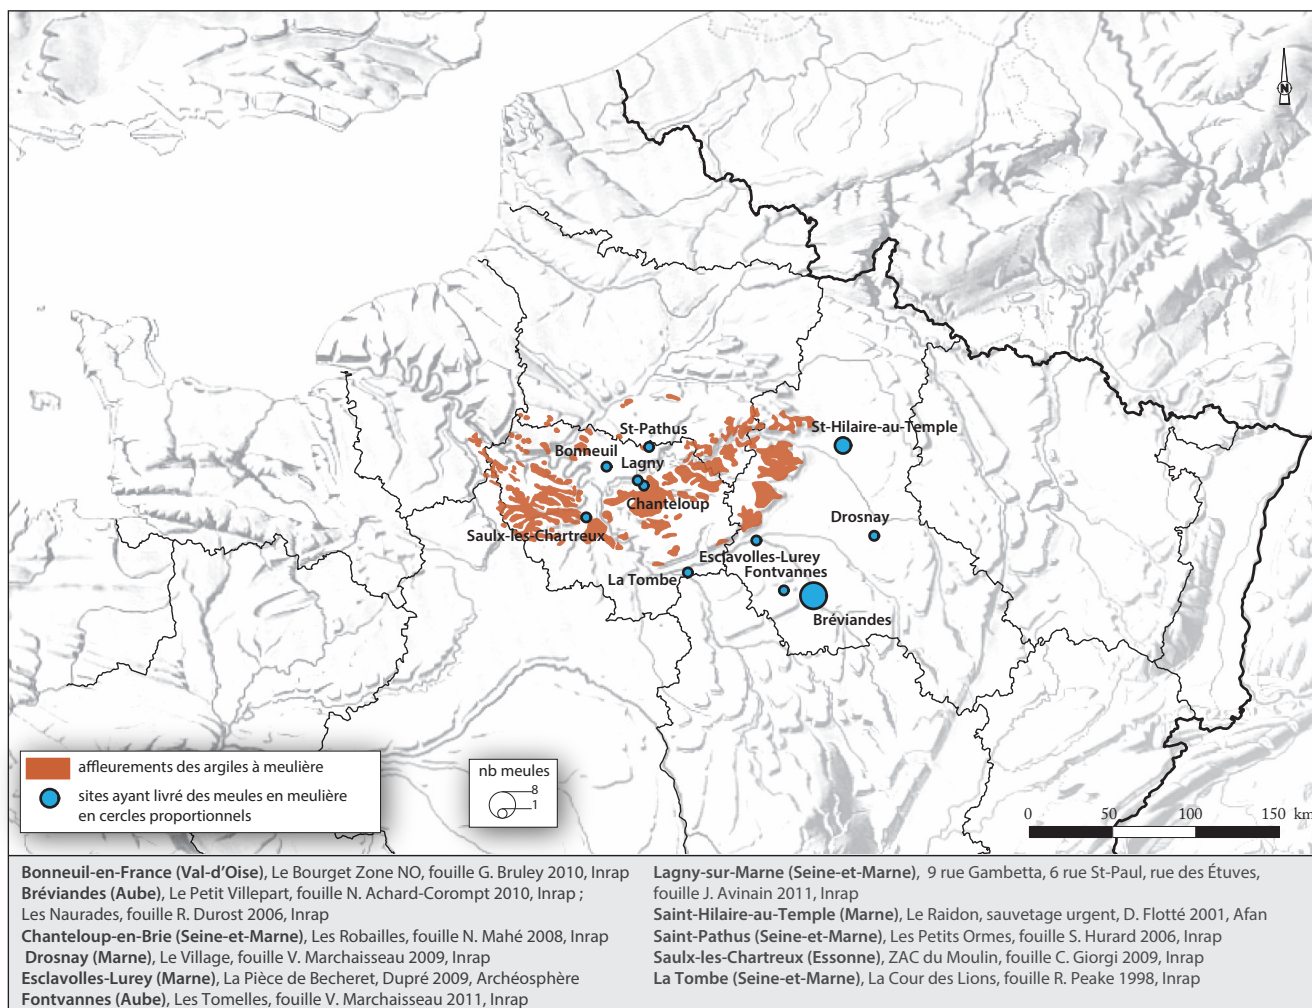 N
St-Pathus
St-Hilaire-au-Temple
Bonneuil
Lagny
Chanteloup
Saulx-les-Chartreux
Drosnay
Esclavolles-Lurey
La Tombe
Fontvannes
Bréviandes
affleurements des argiles à meulière
sites ayant livré des meules en meulière
en cercles proportionnels
nb meules
8
1
0 50 100 150 km
Bonneuil-en-France (Val-d'Oise), Le Bourget Zone NO, fouille G. Bruley 2010, Inrap
Bréviandes (Aube), Le Petit Villepart, fouille N. Achard-Corompt 2010, Inrap ;
Les Naurades, fouille R. Durost 2006, Inrap
Chanteloup-en-Brie (Seine-et-Marne), Les Robailles, fouille N. Mahé 2008, Inrap
Drosnay (Marne), Le Village, fouille V. Marchaisseau 2009, Inrap
Esclavolles-Lurey (Marne), La Pièce de Becheret, Dupré 2009, Archéosphère
Fontvannes (Aube), Les Tomelles, fouille V. Marchaisseau 2011, Inrap
Lagny-sur-Marne (Seine-et-Marne), 9 rue Gambetta, 6 rue St-Paul, rue des Étuves,
fouille J. Avinain 2011, Inrap
Saint-Hilaire-au-Temple (Marne), Le Raidon, sauvetage urgent, D. Flotté 2001, Afan
Saint-Pathus (Seine-et-Marne), Les Petits Ormes, fouille S. Hurard 2006, Inrap
Saulx-les-Chartreux (Essonne), ZAC du Moulin, fouille C. Giorgi 2009, Inrap
La Tombe (Seine-et-Marne), La Cour des Lions, fouille R. Peake 1998, Inrap